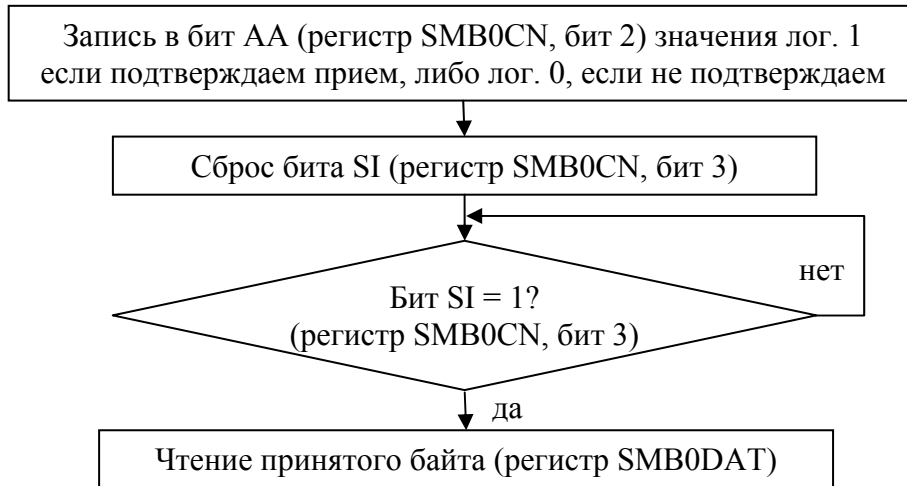 Запись в бит AA (регистр SMB0CN, бит 2) значения лог. 1
если подтверждаем прием, либо лог. 0, если не подтверждаем
Сброс бита SI (регистр SMB0CN, бит 3)
нет
Бит SI = 1?
(регистр SMB0CN, бит 3)
да
Чтение принятого байта (регистр SMB0DAT)